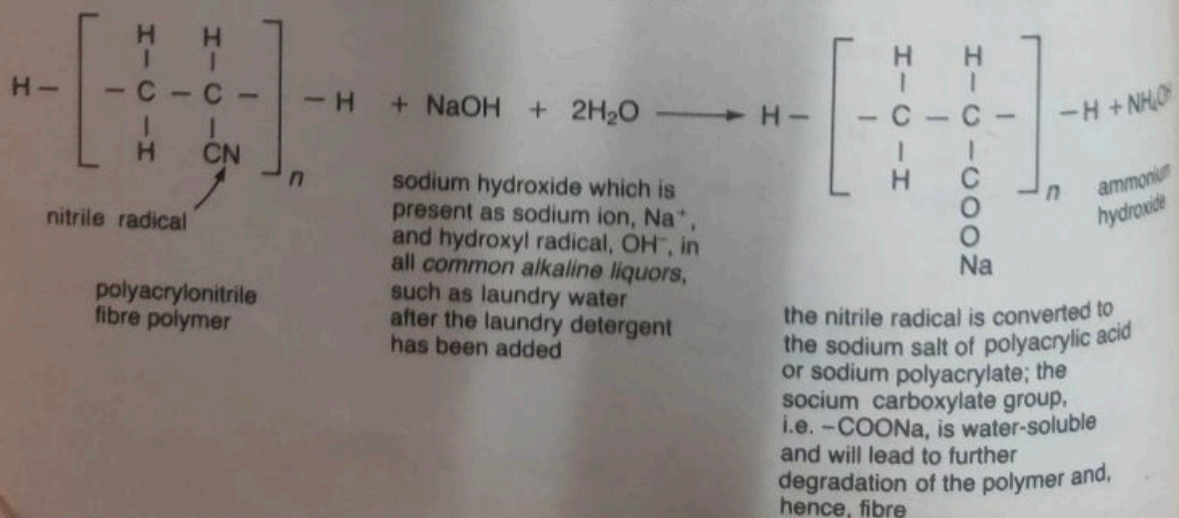 H H
H – [ – C – C – ] – H + NaOH + 2H₂O ⟶ H – [ – C – C – ] – H + NH₄OH
H CN n
nitrile radical
polyacrylonitrile
fibre polymer
sodium hydroxide which is
present as sodium ion, Na⁺,
and hydroxyl radical, OH⁻, in
all common alkaline liquors,
such as laundry water
after the laundry detergent
has been added
H H
H C n
O
O
Na
ammonium
hydroxide
the nitrile radical is converted to
the sodium salt of polyacrylic acid
or sodium polyacrylate; the
socium carboxylate group,
i.e. –COONa, is water-soluble
and will lead to further
degradation of the polymer and,
hence, fibre